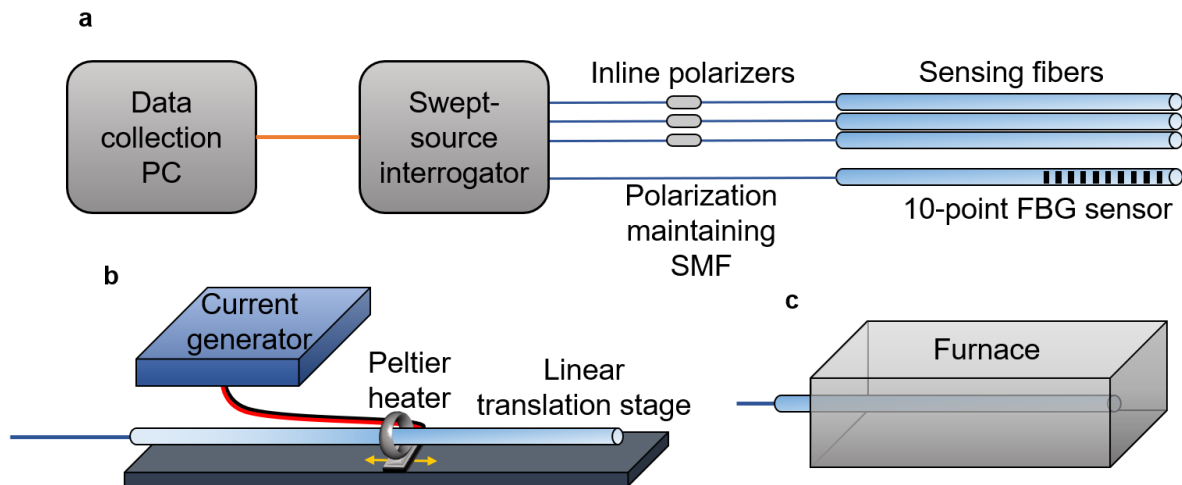 a
Data
collection
PC
Swept-
source
interrogator
Inline polarizers
Sensing fibers
Polarization
maintaining
SMF
10-point FBG sensor
b
Current
generator
Peltier
heater
Linear
translation stage
c
Furnace